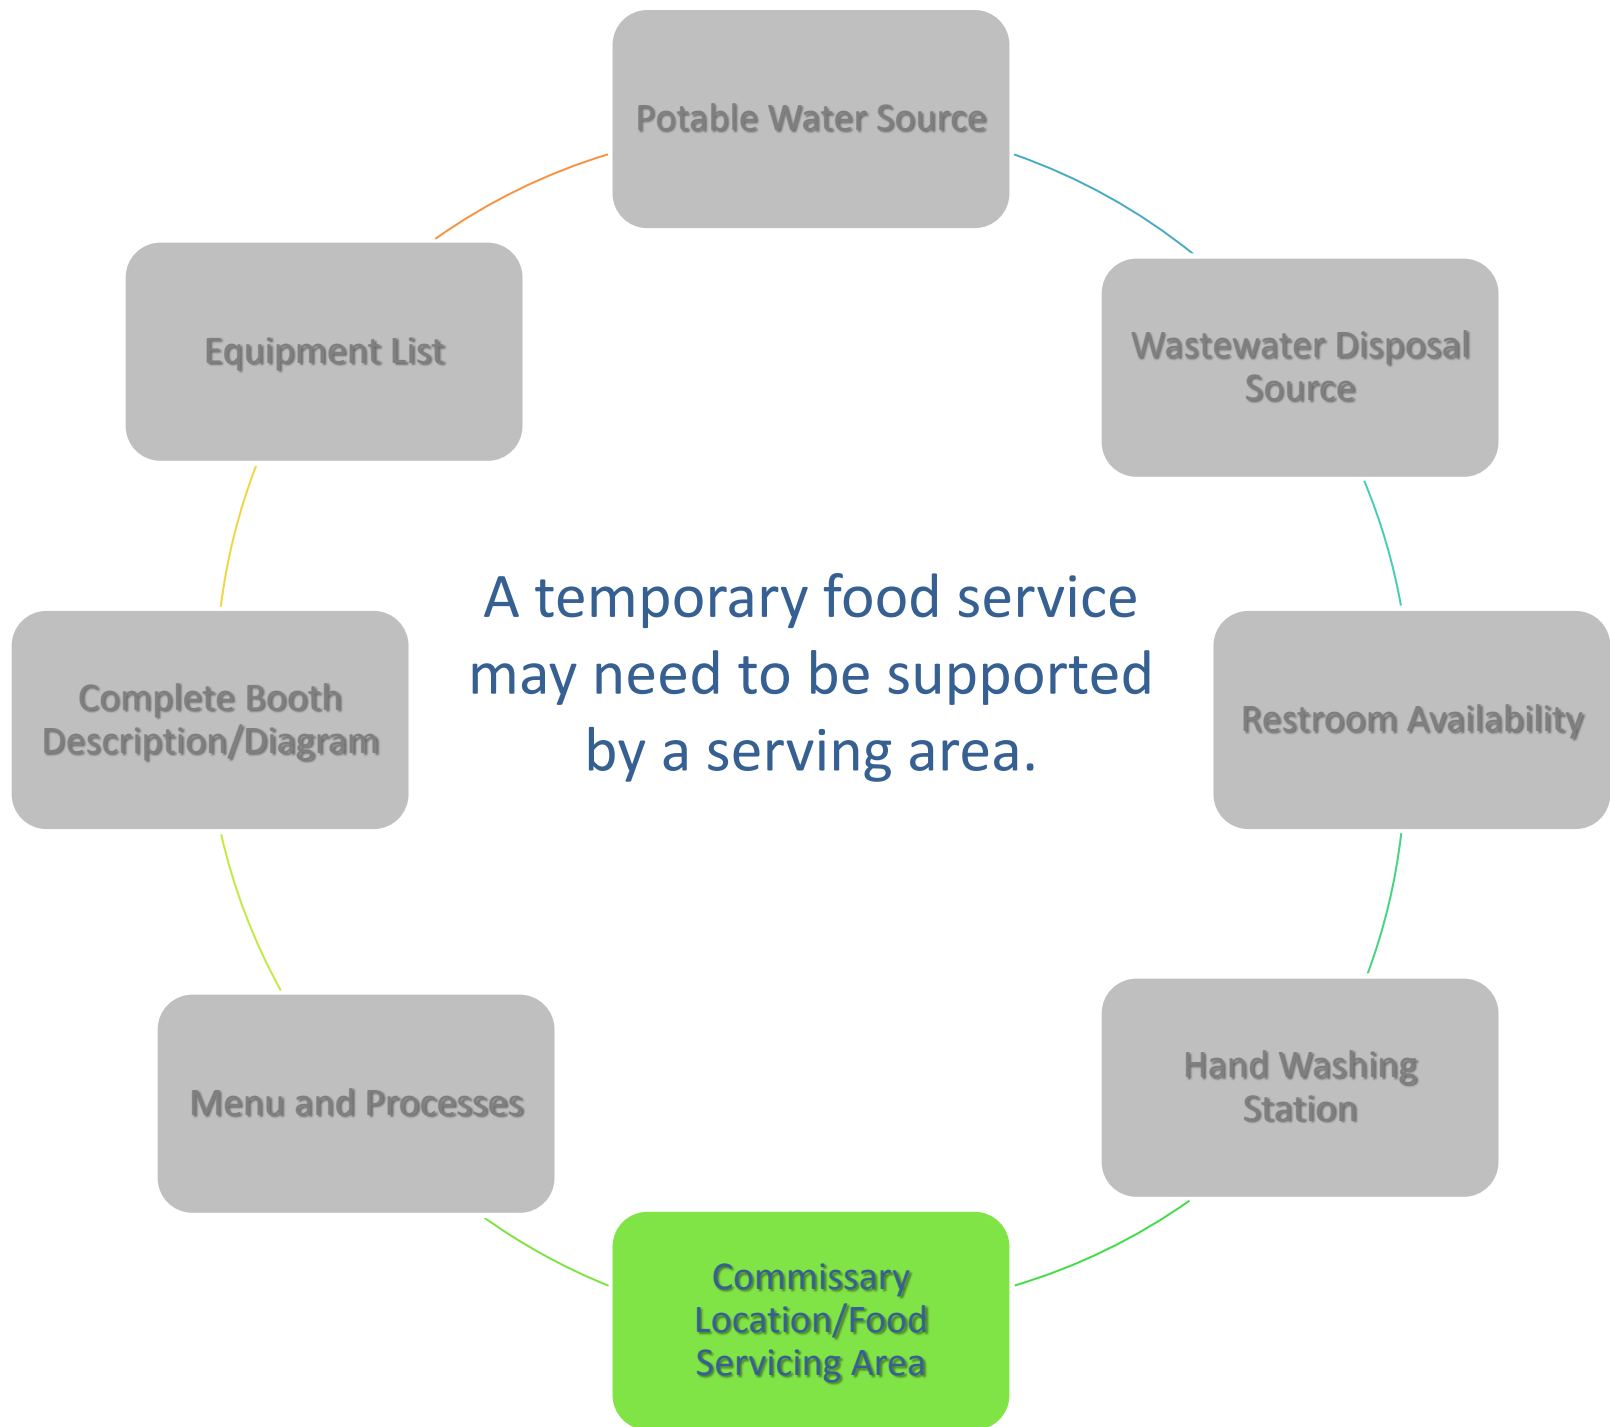 Potable Water Source
Wastewater Disposal
Source
Restroom Availability
Hand Washing
Station
Commissary
Location/Food
Servicing Area
Menu and Processes
Complete Booth
Description/Diagram
Equipment List
A temporary food service
may need to be supported
by a serving area.